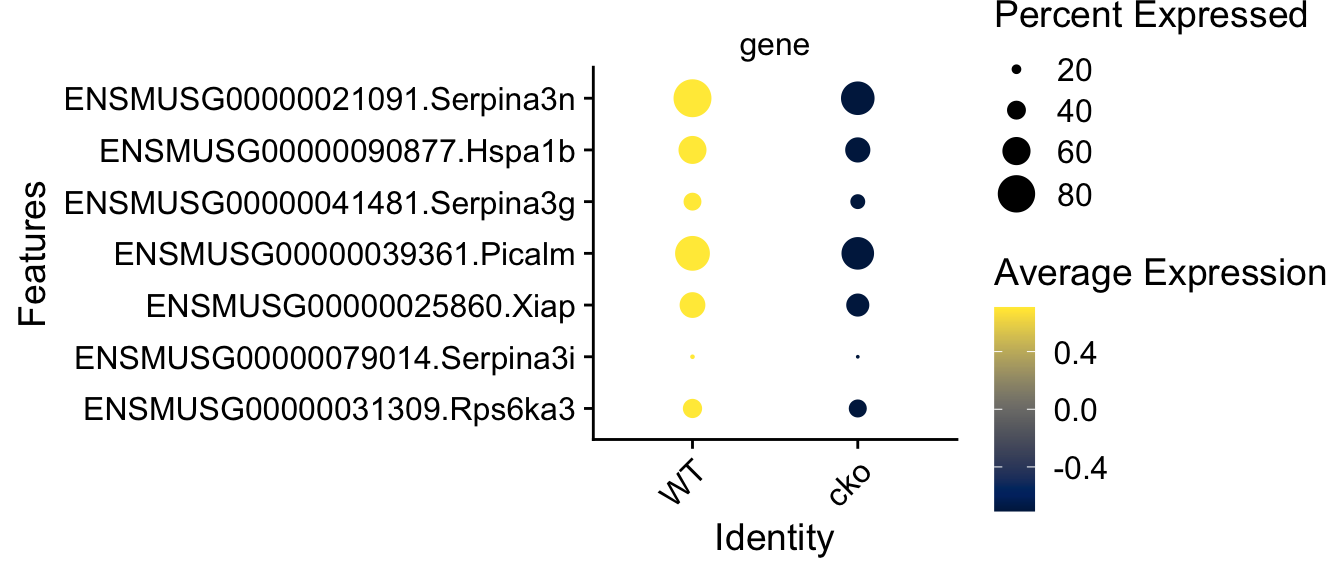 gene
Features
ENSMUSG00000021091.Serpina3n
ENSMUSG00000090877.Hspa1b
ENSMUSG00000041481.Serpina3g
ENSMUSG00000039361.Picalm
ENSMUSG00000025860.Xiap
ENSMUSG00000079014.Serpina3i
ENSMUSG00000031309.Rps6ka3
WT
cko
Identity
Percent Expressed
20
40
60
80
Average Expression
0.4
0.0
-0.4